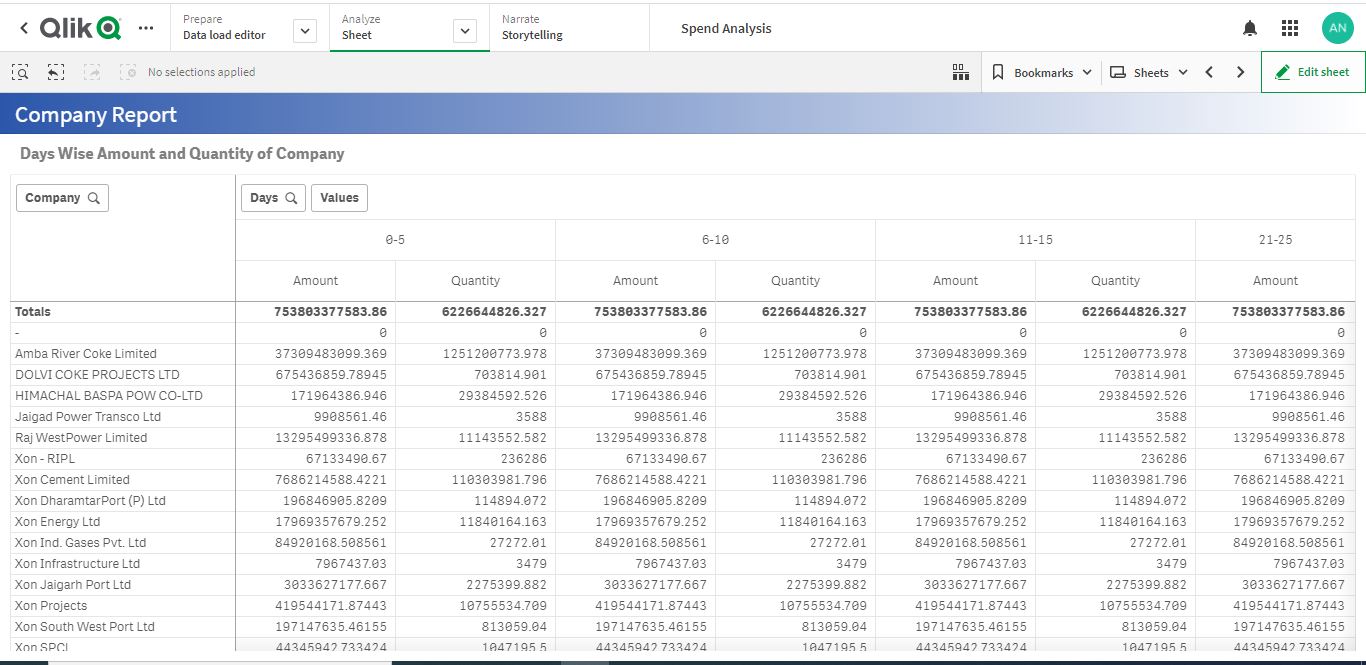 Qlik
Prepare
Data load editor
Analyze
Sheet
Narrate
Storytelling
Spend Analysis
AN
No selections applied
Bookmarks
Sheets
Edit sheet
Company Report
Days Wise Amount and Quantity of Company
Company Days Values
0-5 6-10 11-15 21-25
Amount Quantity Amount Quantity Amount Quantity Amount
Totals 753803377583.86 6226644826.327 753803377583.86 6226644826.327 753803377583.86 6226644826.327 753803377583.86
- 0 0 0 0 0 0 0
Amba River Coke Limited 37309483099.369 1251200773.978 37309483099.369 1251200773.978 37309483099.369 1251200773.978 37309483099.369
DOLVI COKE PROJECTS LTD 675436859.78945 703814.901 675436859.78945 703814.901 675436859.78945 703814.901 675436859.78945
HIMACHAL BASPA POW CO-LTD 171964386.946 29384592.526 171964386.946 29384592.526 171964386.946 29384592.526 171964386.946
Jaigad Power Transco Ltd 9908561.46 3588 9908561.46 3588 9908561.46 3588 9908561.46
Raj WestPower Limited 13295499336.878 11143552.582 13295499336.878 11143552.582 13295499336.878 11143552.582 13295499336.878
Xon - RIPL 67133490.67 236286 67133490.67 236286 67133490.67 236286 67133490.67
Xon Cement Limited 7686214588.4221 110303981.796 7686214588.4221 110303981.796 7686214588.4221 110303981.796 7686214588.4221
Xon DharamtarPort (P) Ltd 196846905.8209 114894.072 196846905.8209 114894.072 196846905.8209 114894.072 196846905.8209
Xon Energy Ltd 17969357679.252 11840164.163 17969357679.252 11840164.163 17969357679.252 11840164.163 17969357679.252
Xon Ind. Gases Pvt. Ltd 84920168.508561 27272.01 84920168.508561 27272.01 84920168.508561 27272.01 84920168.508561
Xon Infrastructure Ltd 7967437.03 3479 7967437.03 3479 7967437.03 3479 7967437.03
Xon Jaigarh Port Ltd 3033627177.667 2275399.882 3033627177.667 2275399.882 3033627177.667 2275399.882 3033627177.667
Xon Projects 419544171.87443 10755534.709 419544171.87443 10755534.709 419544171.87443 10755534.709 419544171.87443
Xon South West Port Ltd 197147635.46155 813059.04 197147635.46155 813059.04 197147635.46155 813059.04 197147635.46155
Xon SPCL 44345942.733424 1047195.5 44345942.733424 1047195.5 44345942.733424 1047195.5 44345942.733424